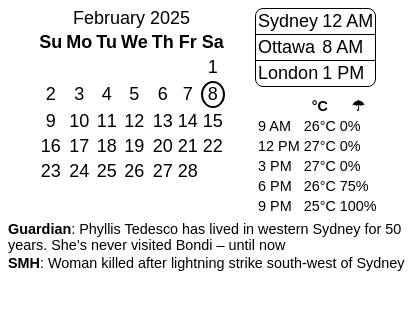 February 2025
Su Mo Tu We Th Fr Sa
1
2 3 4 5 6 7 8
9 10 11 12 13 14 15
16 17 18 19 20 21 22
23 24 25 26 27 28
Sydney 12 AM
Ottawa 8 AM
London 1 PM
°C ☂
9 AM 26°C 0%
12 PM 27°C 0%
3 PM 27°C 0%
6 PM 26°C 75%
9 PM 25°C 100%
Guardian: Phyllis Tedesco has lived in western Sydney for 50
years. She’s never visited Bondi – until now
SMH: Woman killed after lightning strike south-west of Sydney